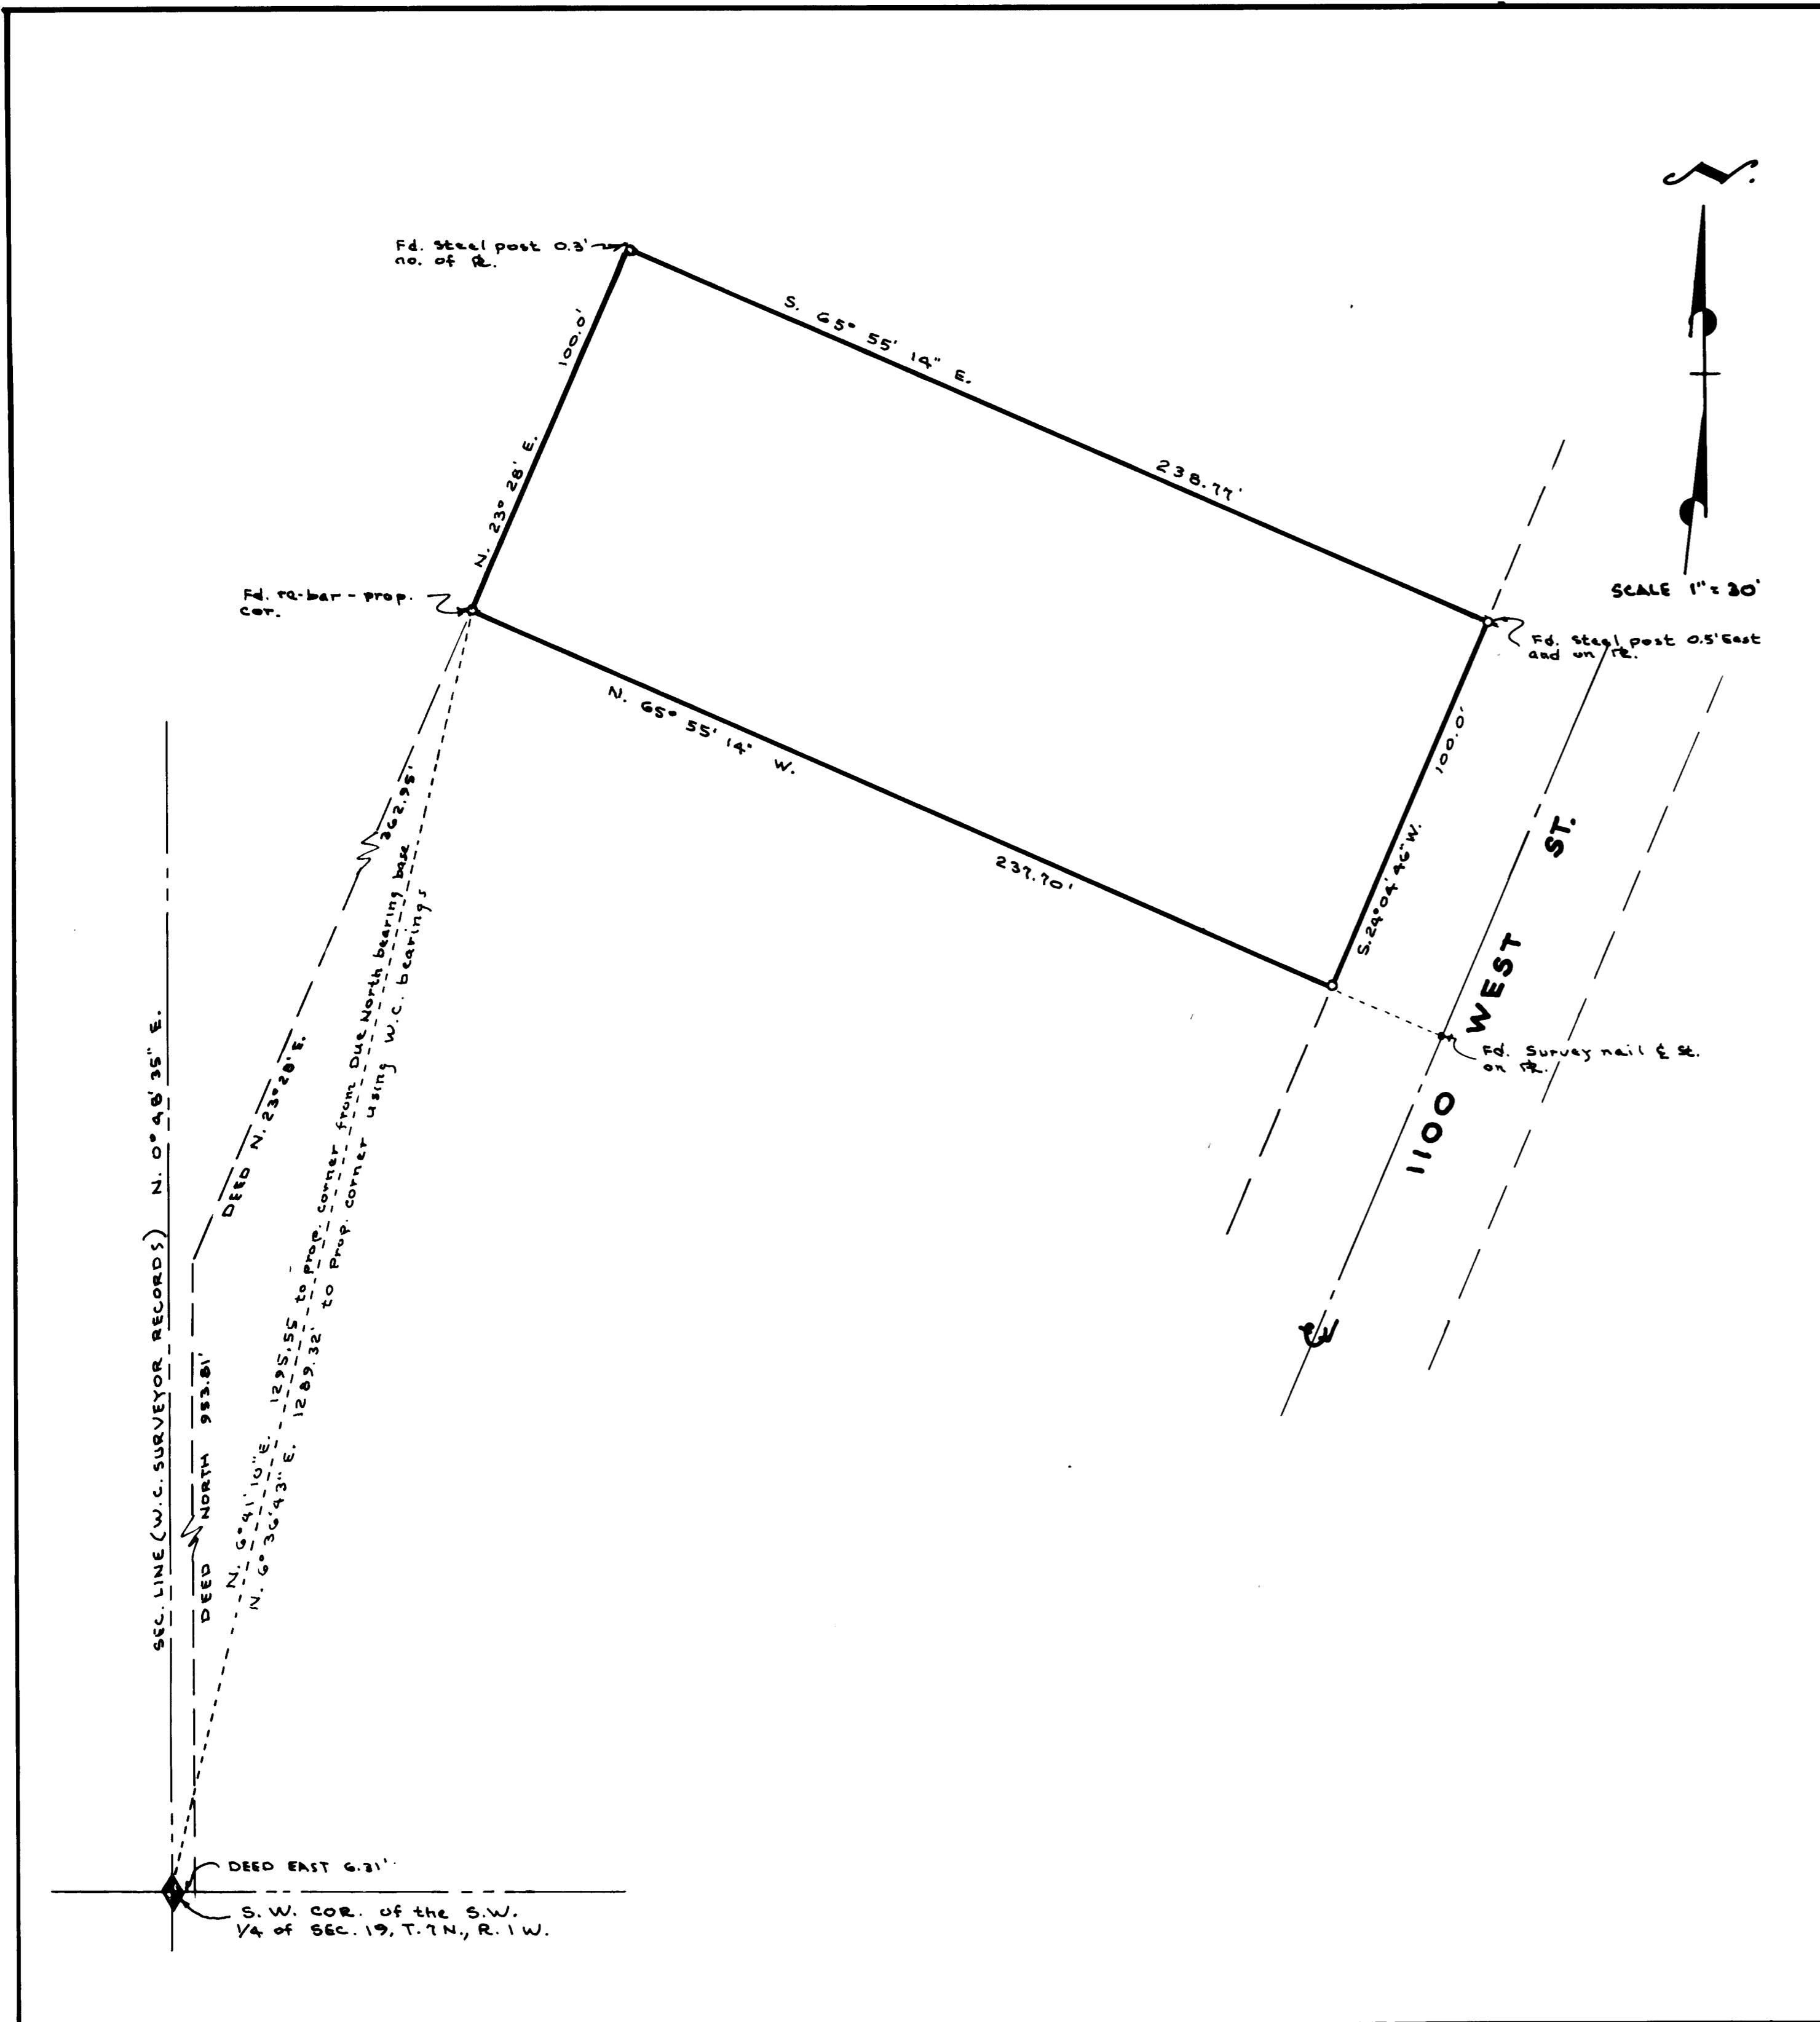 N.
Fd. steel post 0.3'
no. of PL.
S. 65° 55' 14" E.
100.0'
238.77'
N. 23° 28' E.
SCALE 1" = 30'
Fd. re-bar - prop.
cor.
Fd. steel post 0.5' East
and on PL.
N. 65° 55' 14" W.
237.70'
100.0'
S. 24° 04' 46" W.
1100 WEST ST.
Fd. Survey nail & St.
on PL.
CL
SEC. LINE (W.C. SURVEYOR RECORDS) N. 0° 48' 35" E.
DEED N. 23° 28' E. 362.95'
DEED NORTH 953.81'
N. 6° 41' 10" E. 1295.55 to prop. corner from Due North bearing base
N. 6° 36' 43" E. 1289.32' to Prop. corner using W.C. bearings
DEED EAST 6.31'
S. W. COR. of the S.W.
1/4 of SEC. 19, T. 7 N., R. 1 W.